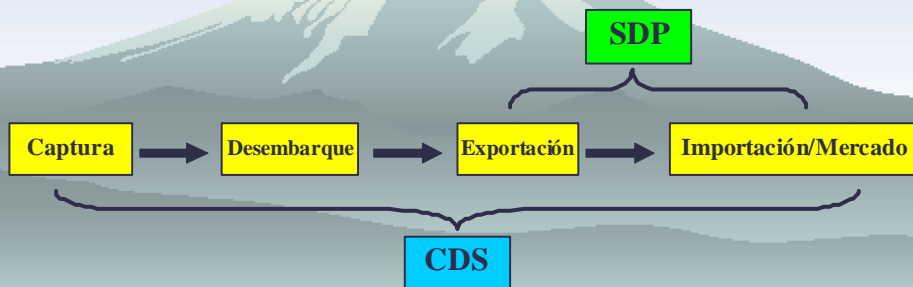 SDP
Captura
Desembarque
Exportación
Importación/Mercado
CDS